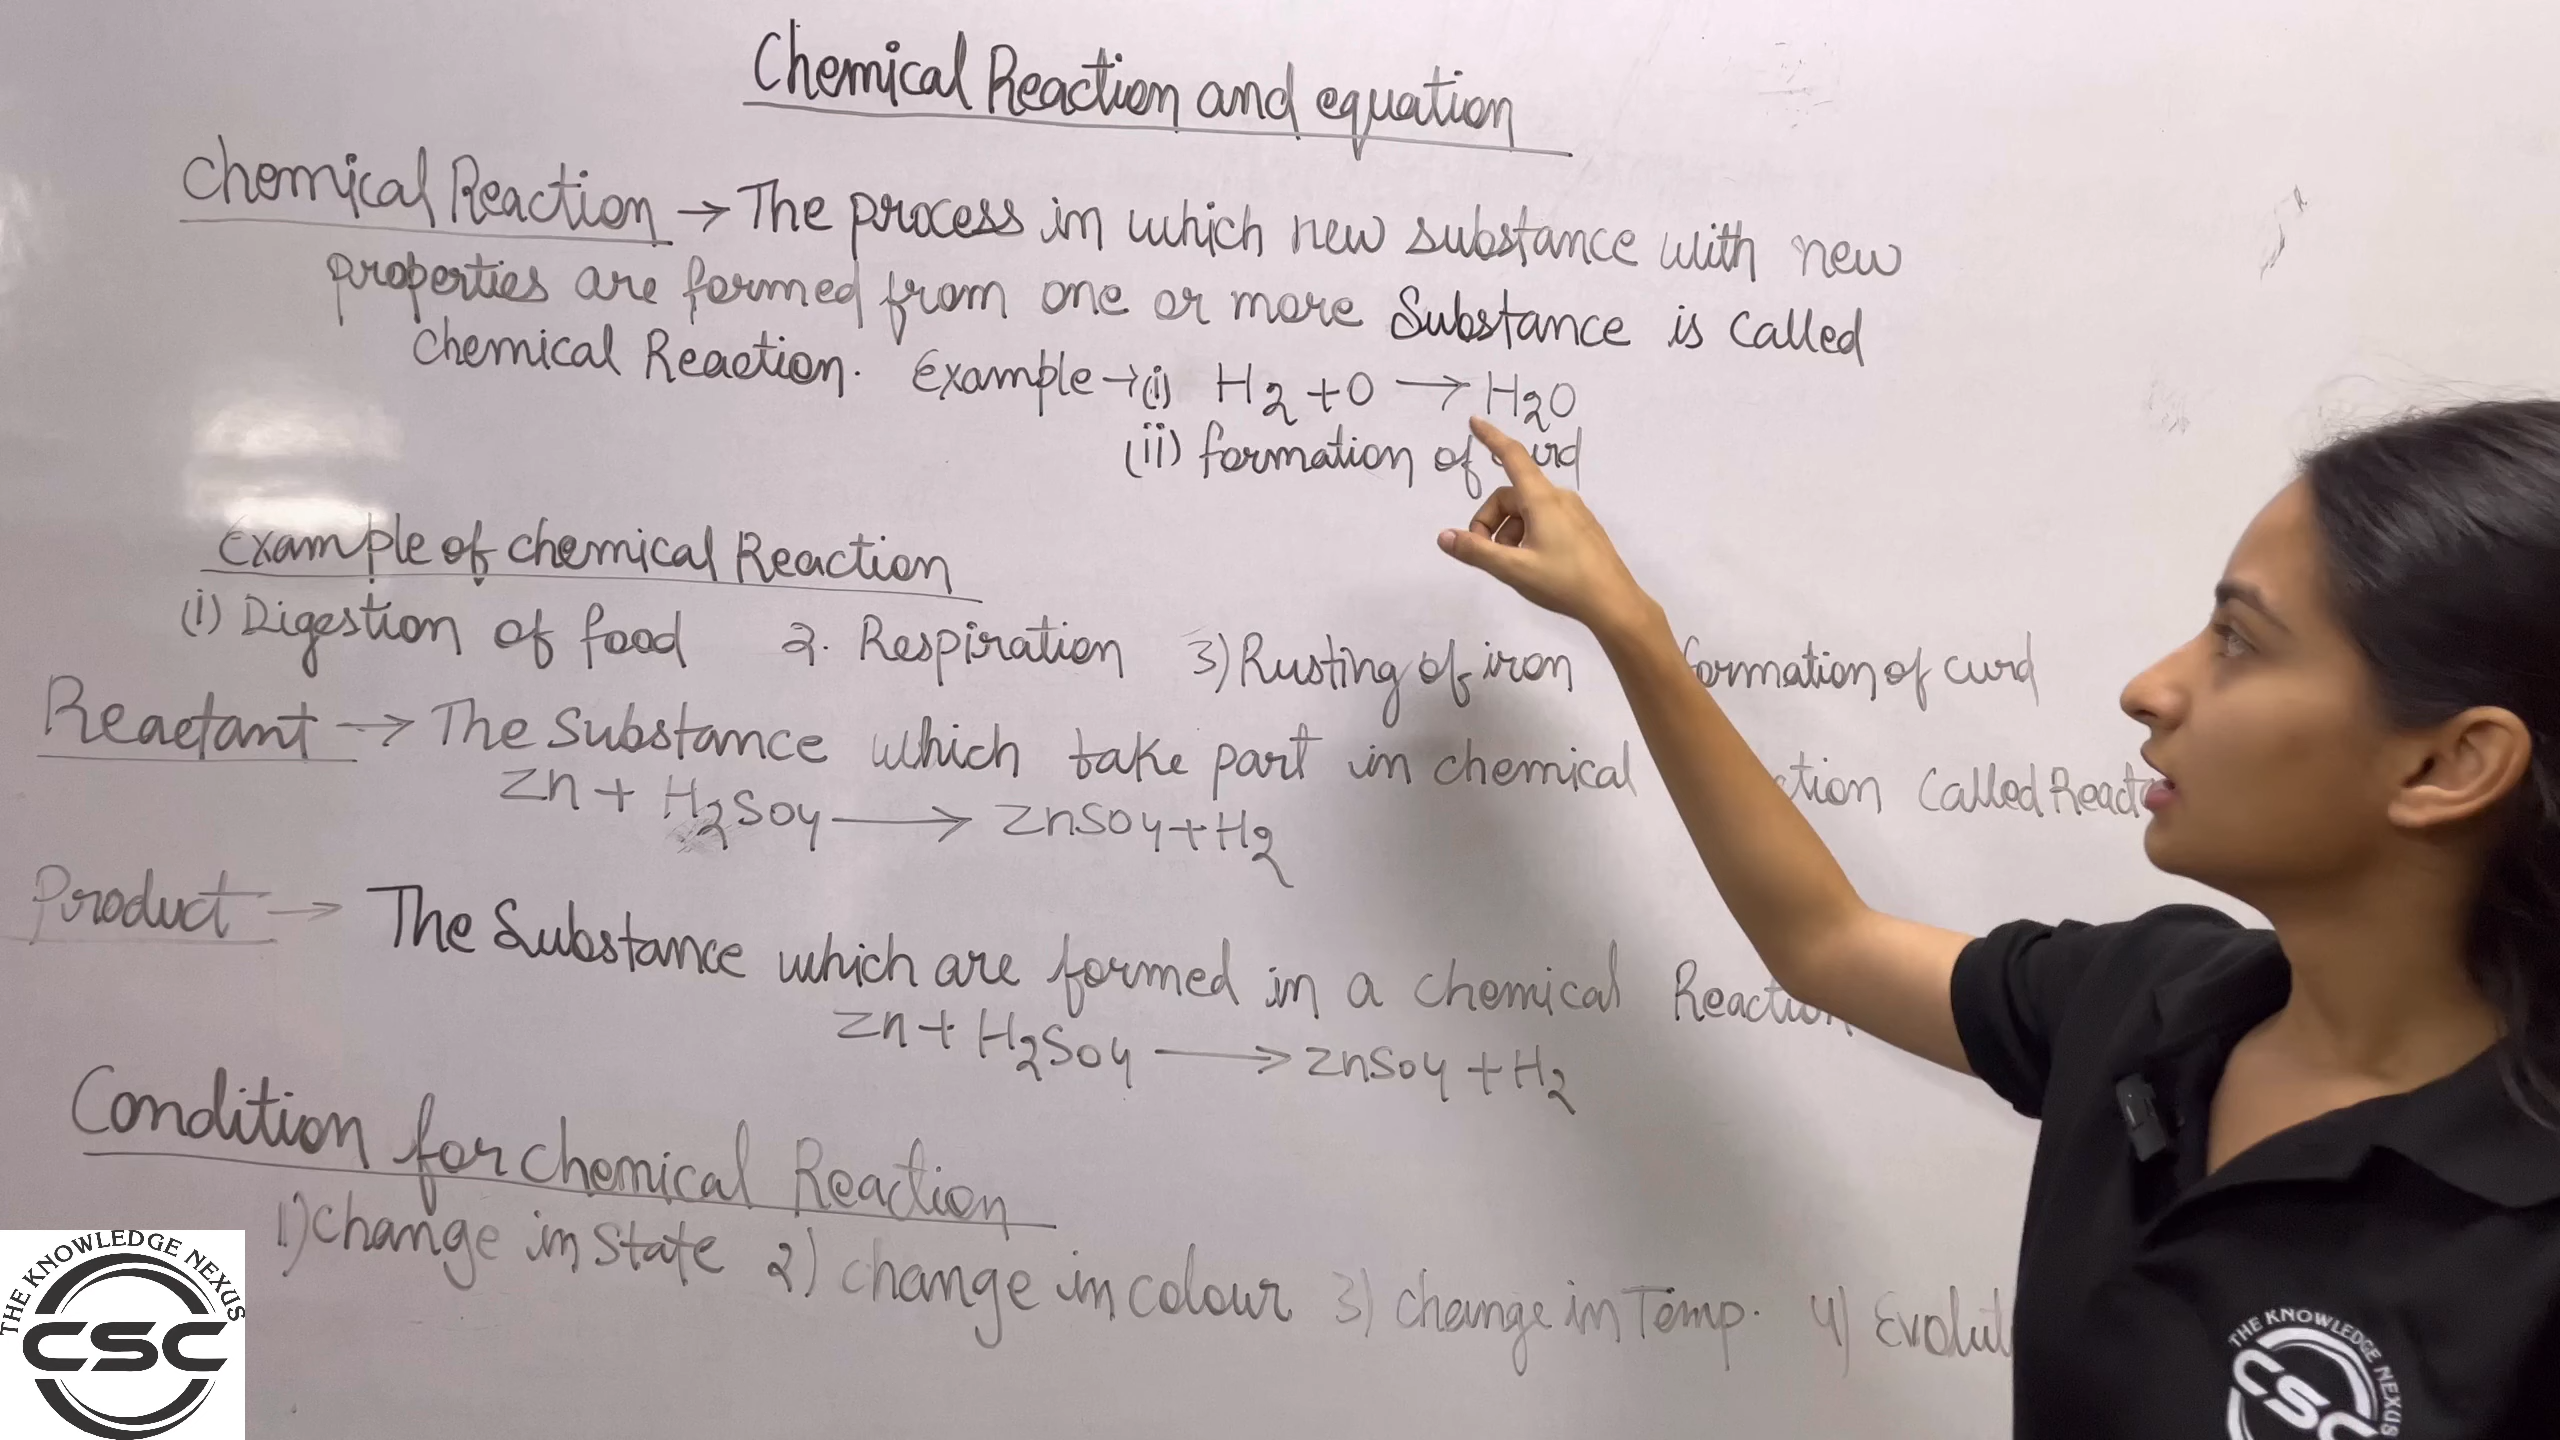 Chemical Reaction and equation
Chemical Reaction → The process in which new substance with new
properties are formed from one or more Substance is called
chemical Reaction. Example → (i) H2 + O → H2O
(ii) formation of curd
Example of chemical Reaction
(i) Digestion of food 2. Respiration 3) Rusting of iron formation of curd
Reactant → The Substance which take part in chemical called
Zn + H2SO4 → ZnSO4 + H2
Product → The Substance which are formed in a chemical Reaction
Zn + H2SO4 → ZnSO4 + H2
Condition for chemical Reaction
1) change in State 2) change in colour 3) change in Temp. 4)
THE KNOWLEDGE NEXUS
CSC
THE KNOWLEDGE NEXUS
CSC